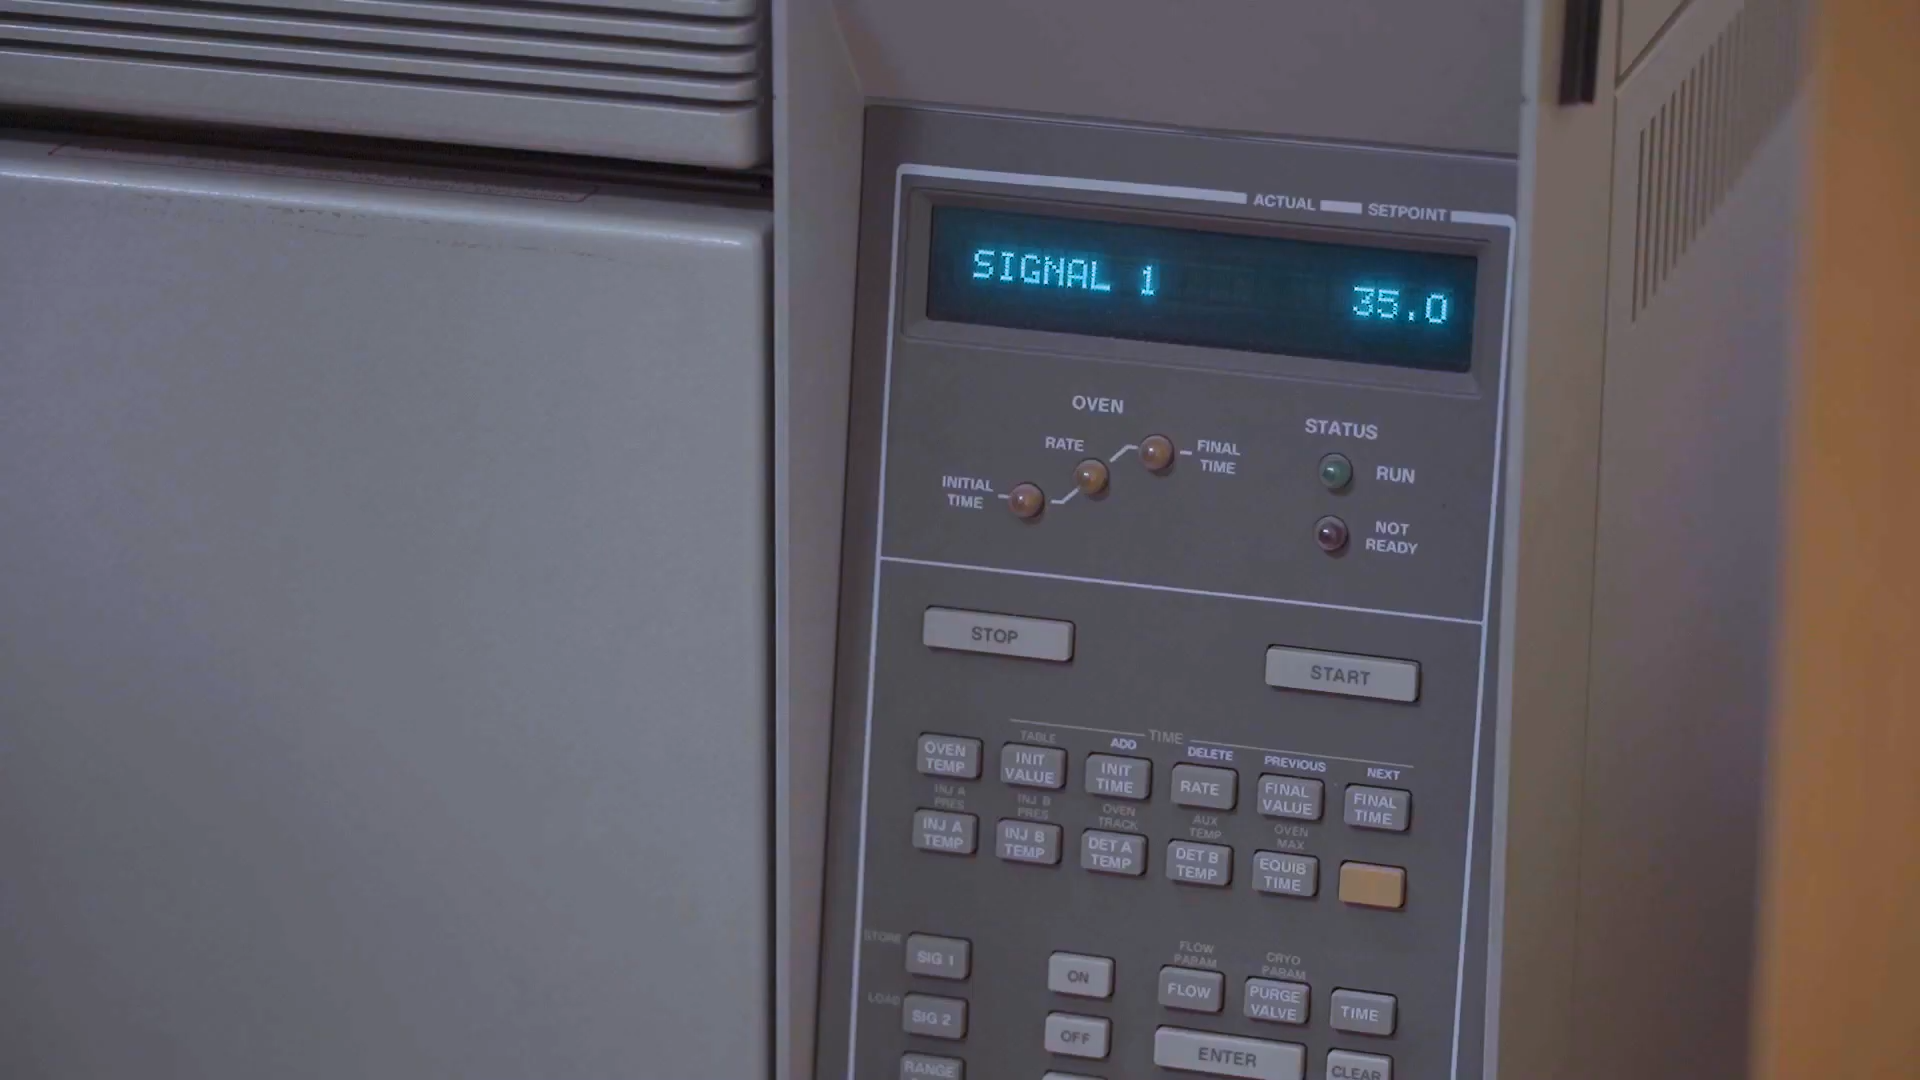 ACTUAL SETPOINT
SIGNAL 1 35.0
OVEN
STATUS
RATE
FINAL
TIME
RUN
INITIAL
TIME
NOT
READY
STOP
START
TIME
TABLE ADD DELETE PREVIOUS NEXT
OVEN
TEMP
INIT
VALUE
INIT
TIME
RATE
FINAL
VALUE
FINAL
TIME
INJ A
PRES
INJ B
PRES
OVEN
TRACK
AUX
TEMP
OVEN
MAX
INJ A
TEMP
INJ B
TEMP
DET A
TEMP
DET B
TEMP
EQUIB
TIME
STORE
FLOW
PARAM
CRYO
PARAM
SIG 1
ON
FLOW
PURGE
VALVE
TIME
LOAD
SIG 2
OFF
ENTER
CLEAR
RANGE